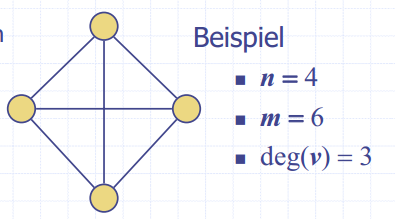 n
Beispiel
▪ n = 4
▪ m = 6
▪ deg(v) = 3